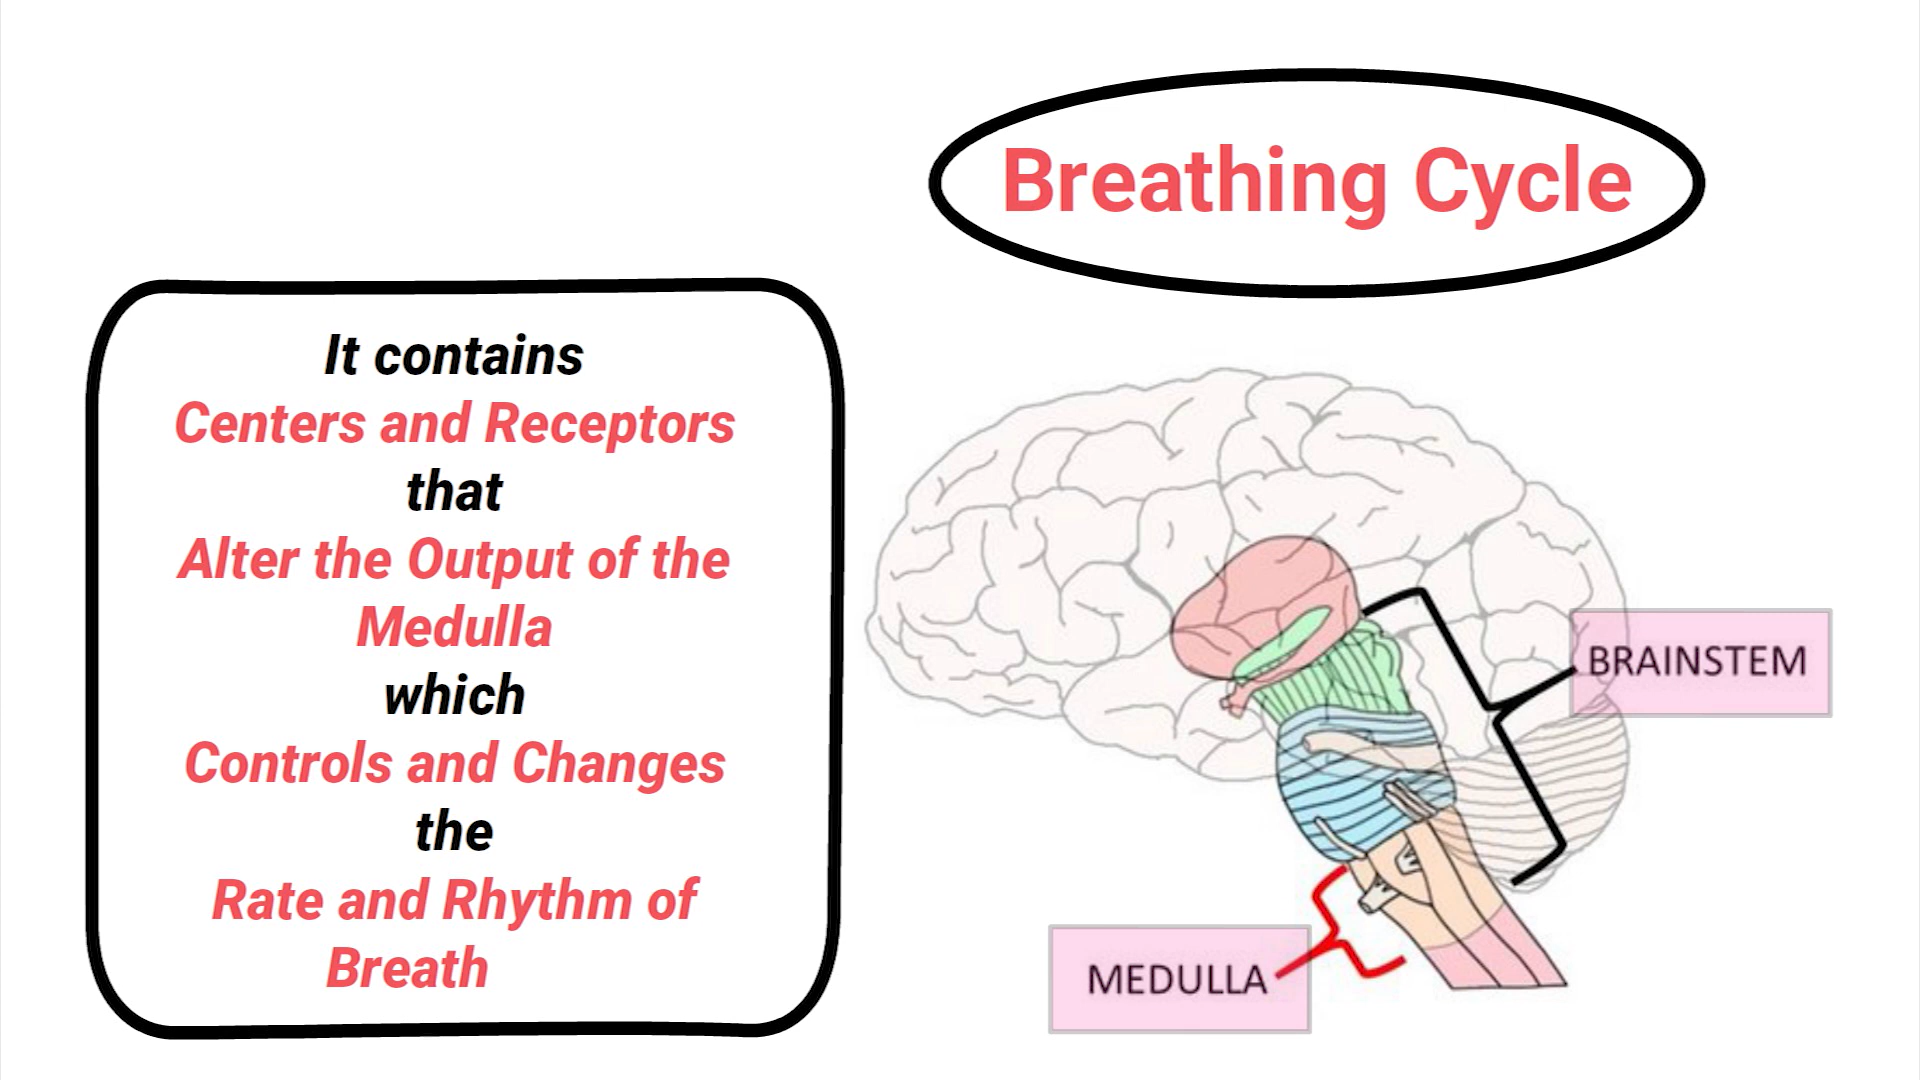 Breathing Cycle
It contains
Centers and Receptors
that
Alter the Output of the
Medulla
which
Controls and Changes
the
Rate and Rhythm of
Breath
BRAINSTEM
MEDULLA